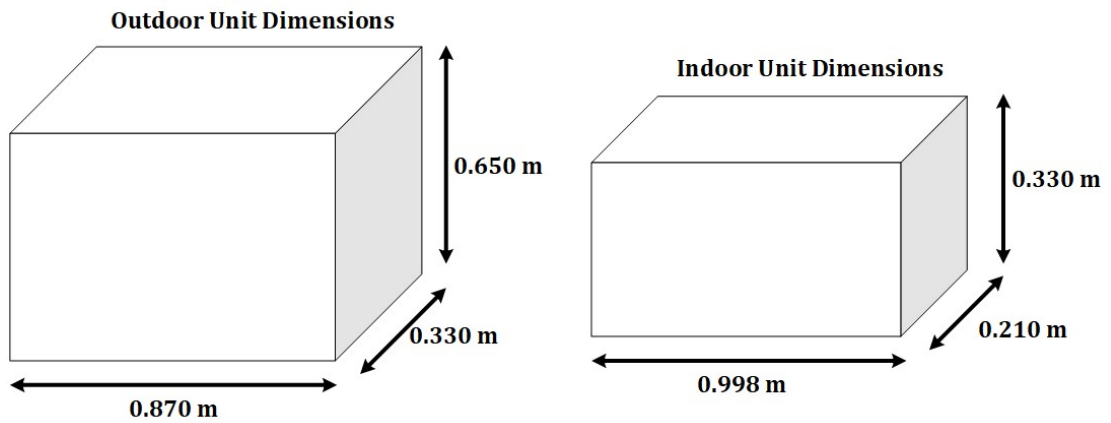 Outdoor Unit Dimensions
0.650 m
0.330 m
0.870 m
Indoor Unit Dimensions
0.330 m
0.210 m
0.998 m